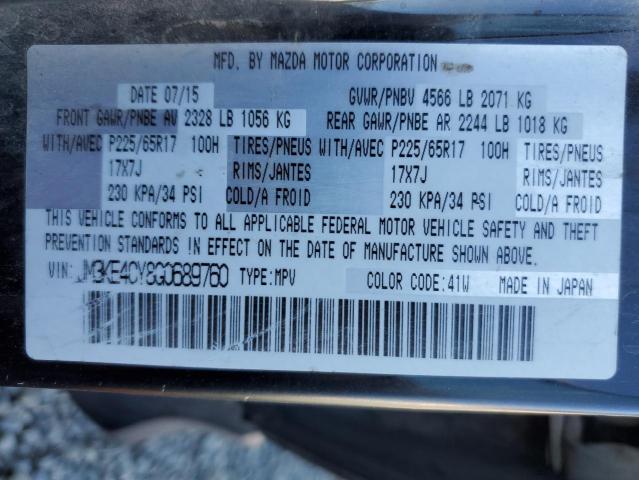 MFD. BY MAZDA MOTOR CORPORATION
DATE 07/15 GVWR/PNBV 4566 LB 2071 KG
FRONT GAWR/PNBE AV 2328 LB 1056 KG REAR GAWR/PNBE AR 2244 LB 1018 KG
WITH/AVEC P225/65R17 100H TIRES/PNEUS WITH/AVEC P225/65R17 100H TIRES/PNEUS
17X7J RIMS/JANTES 17X7J RIMS/JANTES
230 KPA/34 PSI COLD/A FROID 230 KPA/34 PSI COLD/A FROID
THIS VEHICLE CONFORMS TO ALL APPLICABLE FEDERAL MOTOR VEHICLE SAFETY AND THEFT
PREVENTION STANDARDS IN EFFECT ON THE DATE OF MANUFACTURE SHOWN ABOVE.
VIN: JM3KE4CY8G0689760 TYPE:MPV COLOR CODE:41W MADE IN JAPAN